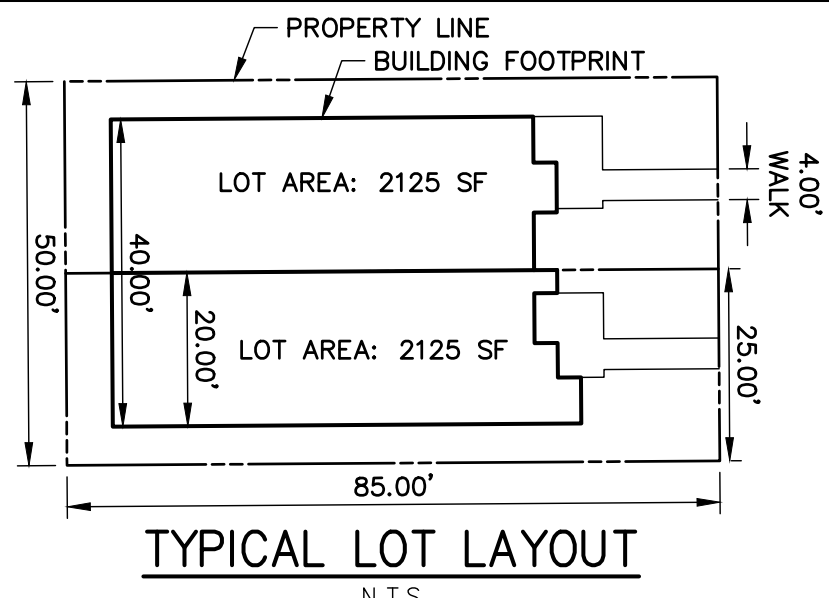 PROPERTY LINE
BUILDING FOOTPRINT
LOT AREA: 2125 SF
4.00'
WALK
50.00'
40.00'
20.00'
LOT AREA: 2125 SF
25.00'
85.00'
TYPICAL LOT LAYOUT
N.T.S.